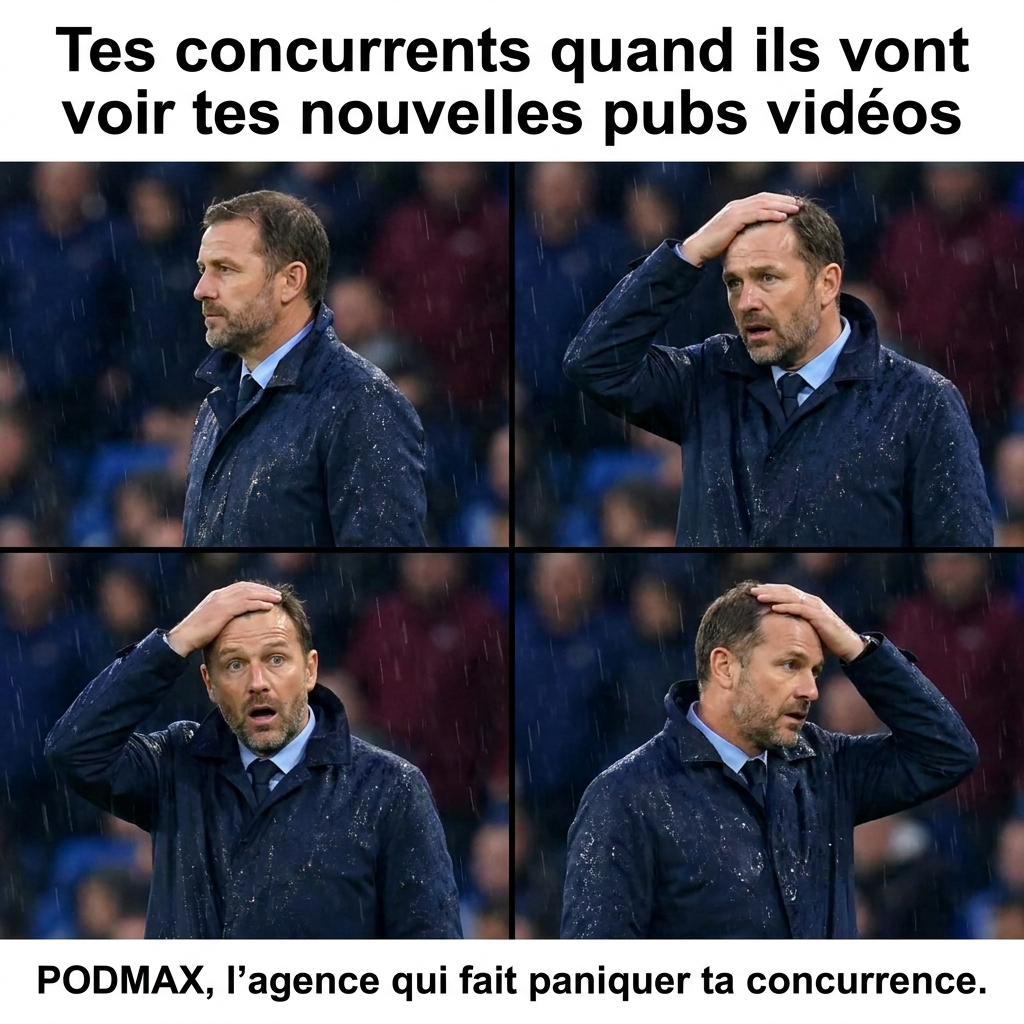 Tes concurrents quand ils vont
voir tes nouvelles pubs vidéos
PODMAX, l’agence qui fait paniquer ta concurrence.